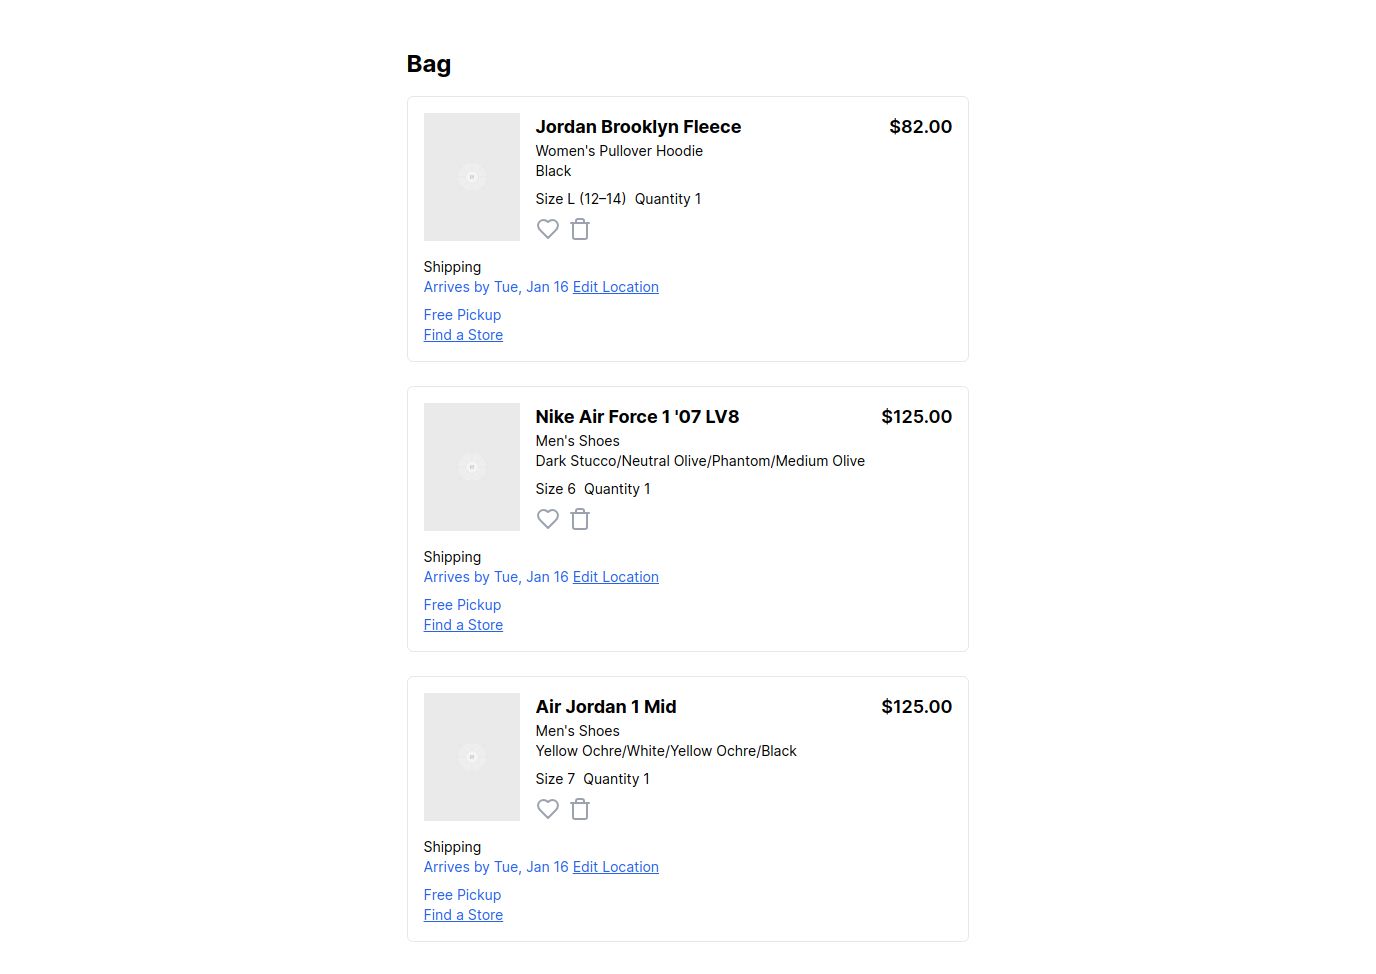 Bag
Jordan Brooklyn Fleece $82.00
Women's Pullover Hoodie
Black
Size L (12–14) Quantity 1
Shipping
Arrives by Tue, Jan 16 Edit Location
Free Pickup
Find a Store
Nike Air Force 1 '07 LV8 $125.00
Men's Shoes
Dark Stucco/Neutral Olive/Phantom/Medium Olive
Size 6 Quantity 1
Shipping
Arrives by Tue, Jan 16 Edit Location
Free Pickup
Find a Store
Air Jordan 1 Mid $125.00
Men's Shoes
Yellow Ochre/White/Yellow Ochre/Black
Size 7 Quantity 1
Shipping
Arrives by Tue, Jan 16 Edit Location
Free Pickup
Find a Store